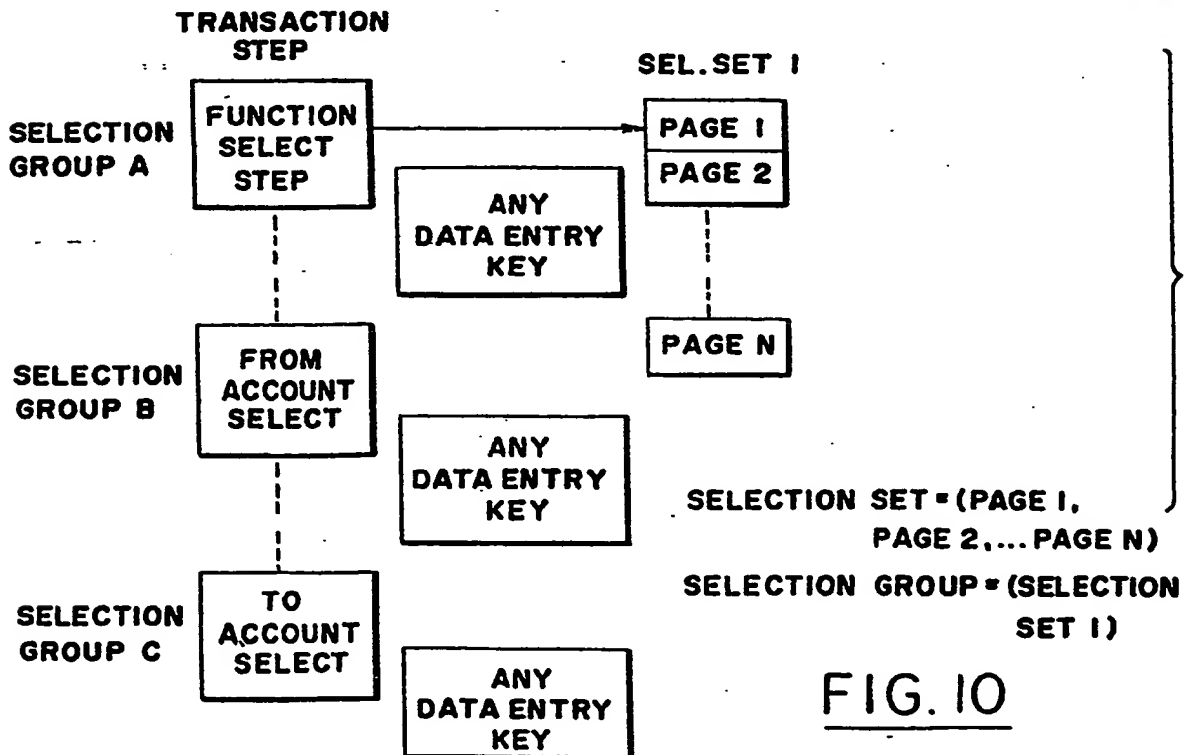 TRANSACTION
STEP
SEL. SET 1
SELECTION
GROUP A
FUNCTION
SELECT
STEP
PAGE 1
PAGE 2
ANY
DATA ENTRY
KEY
PAGE N
SELECTION
GROUP B
FROM
ACCOUNT
SELECT
ANY
DATA ENTRY
KEY
SELECTION SET = (PAGE 1,
PAGE 2,... PAGE N)
SELECTION GROUP = (SELECTION
SET 1)
SELECTION
GROUP C
TO
ACCOUNT
SELECT
ANY
DATA ENTRY
KEY
FIG. 10